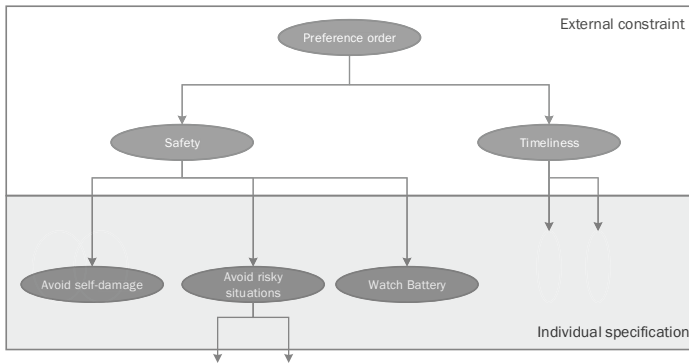 External constraint
Preference order
Safety
Timeliness
Avoid self-damage
Avoid risky
situations
Watch Battery
Individual specification